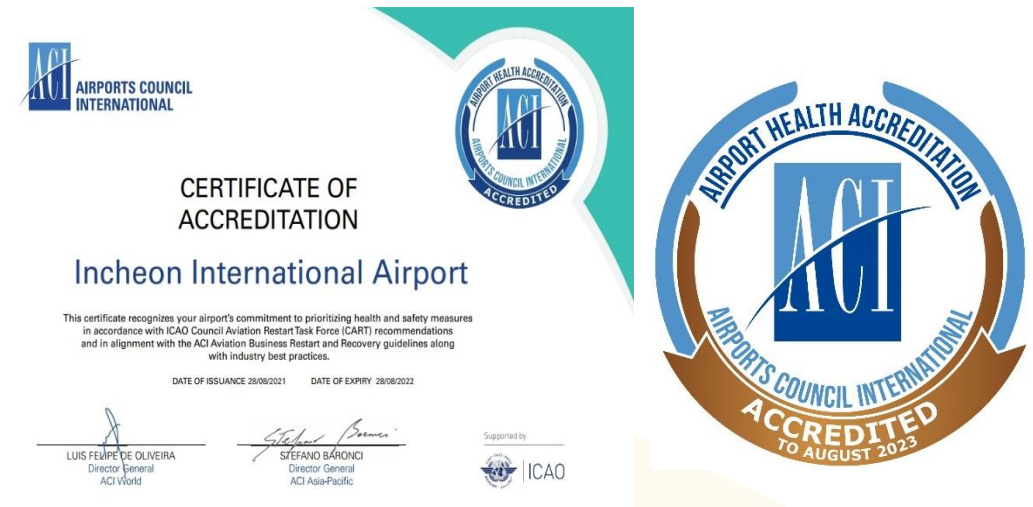 ACI
AIRPORTS COUNCIL
INTERNATIONAL
AIRPORT HEALTH ACCREDITATION
ACI
AIRPORTS COUNCIL INTERNATIONAL
ACCREDITED
CERTIFICATE OF
ACCREDITATION
Incheon International Airport
This certificate recognizes your airport's commitment to prioritizing health and safety measures
in accordance with ICAO Council Aviation Restart Task Force (CART) recommendations
and in alignment with the ACI Aviation Business Restart and Recovery guidelines along
with industry best practices.
DATE OF ISSUANCE 28/08/2021 DATE OF EXPIRY 28/08/2022
Stefano Baronci
LUIS FELIPE DE OLIVEIRA
Director General
ACI World
STEFANO BARONCI
Director General
ACI Asia-Pacific
Supported by
ICAO
AIRPORT HEALTH ACCREDITATION
ACI
AIRPORTS COUNCIL INTERNATIONAL
ACCREDITED
TO AUGUST 2023